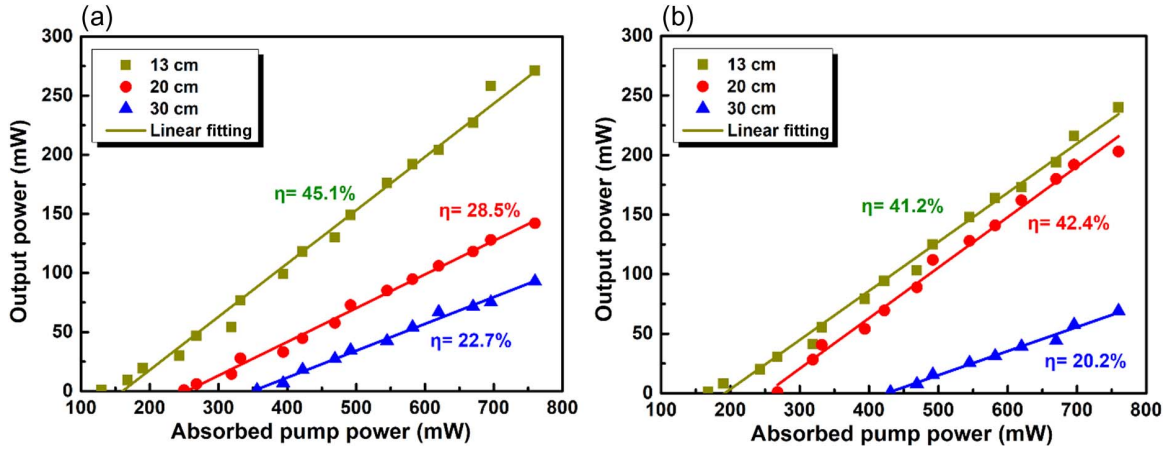 (a)
300
250
200
150
100
50
0
Output power (mW)
13 cm
20 cm
30 cm
Linear fitting
η= 45.1%
η= 28.5%
η= 22.7%
100 200 300 400 500 600 700 800
Absorbed pump power (mW)
(b)
300
250
200
150
100
50
0
Output power (mW)
13 cm
20 cm
30 cm
Linear fitting
η= 41.2%
η= 42.4%
η= 20.2%
100 200 300 400 500 600 700 800
Absorbed pump power (mW)